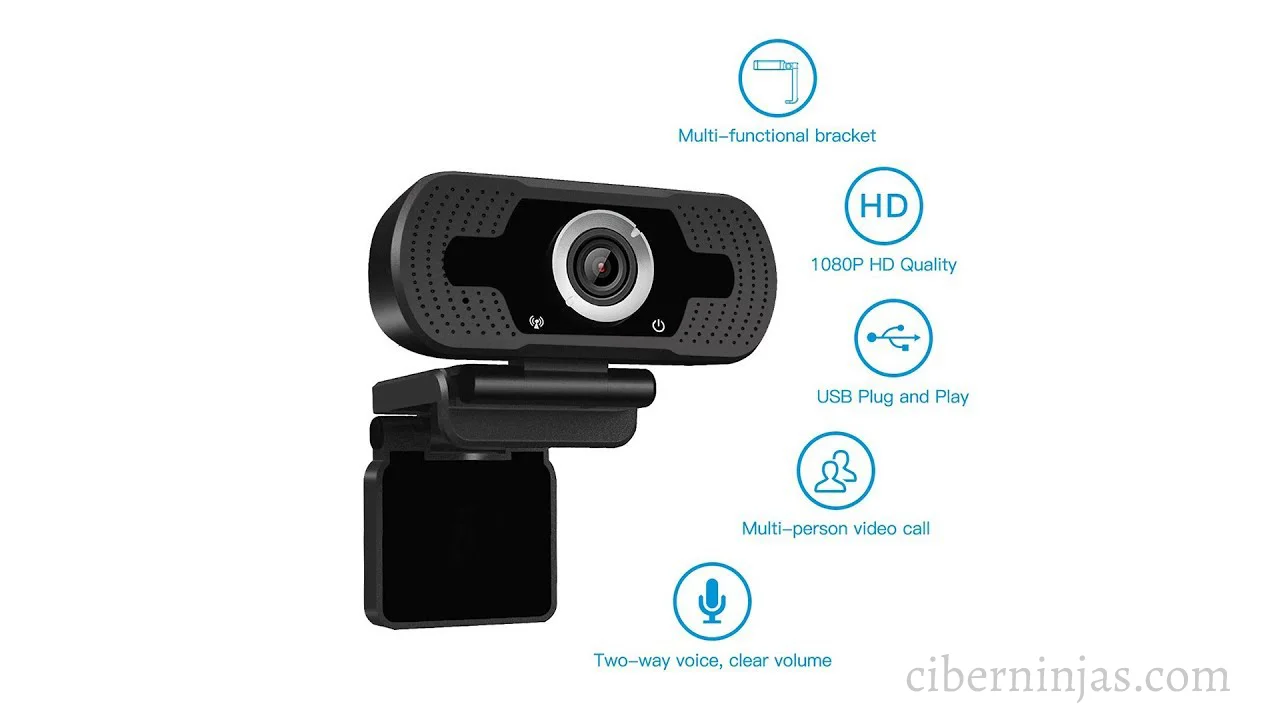 Multi-functional bracket
HD
1080P HD Quality
USB Plug and Play
Multi-person video call
Two-way voice, clear volume
ciberninjas.com